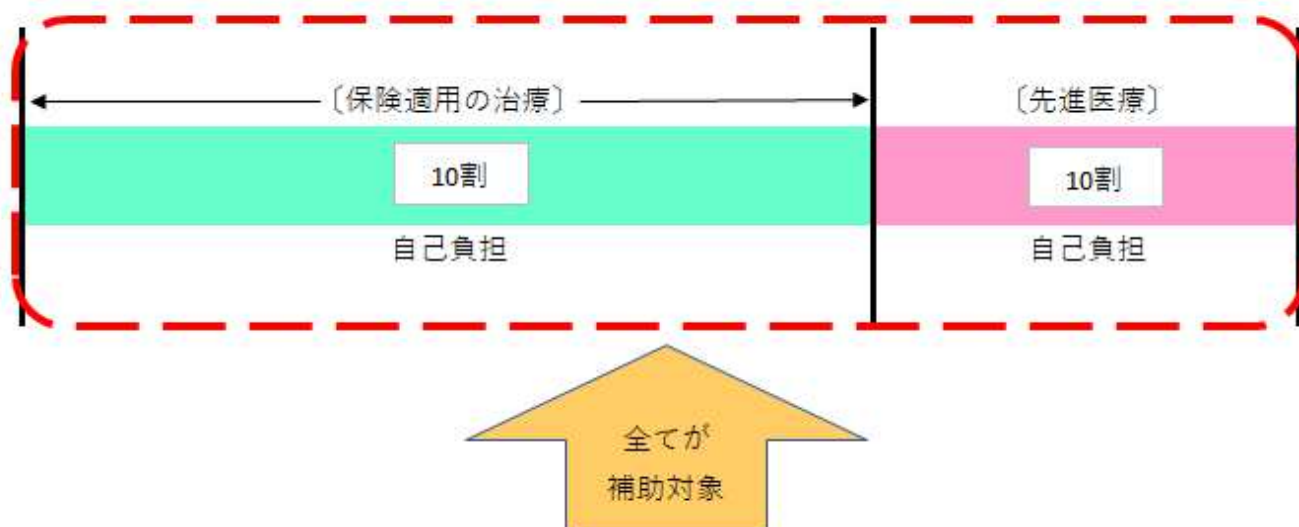 〔保険適用の治療〕
〔先進医療〕
10割
10割
自己負担
自己負担
全てが
補助対象